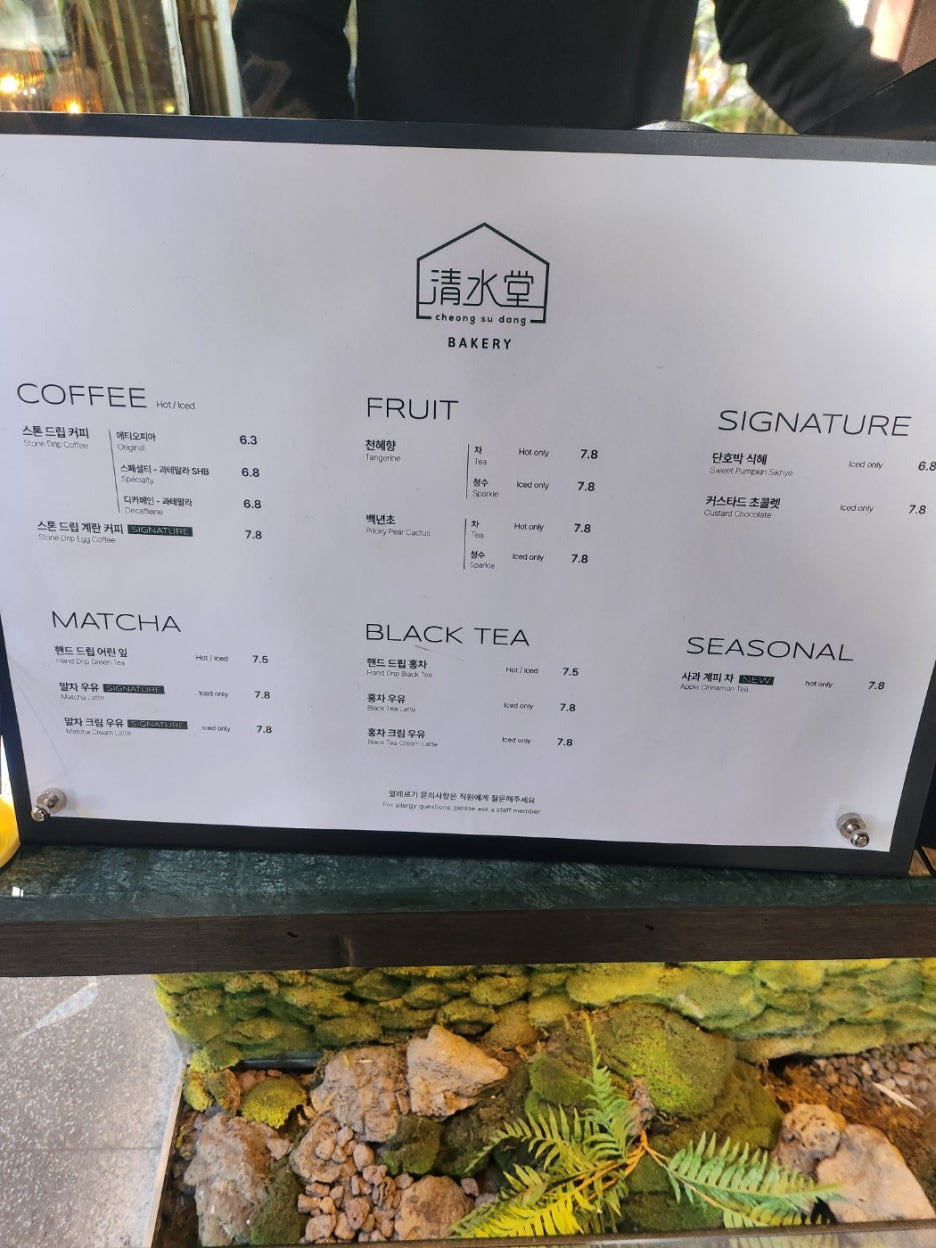 清水堂
cheong su dang
BAKERY
COFFEE Hot / Iced
스톤 드립 커피
Stone Drip Coffee
에티오피아 6.3
Original
스페셜티 - 과테말라 SHB 6.8
Specialty
디카페인 - 과테말라 6.8
Decaffeine
스톤 드립 계란 커피 SIGNATURE 7.8
Stone Drip Egg Coffee
FRUIT
천혜향
Tangerine
차 Hot only 7.8
Tea
청수 Iced only 7.8
Sparkle
백년초
Prickly Pear Cactus
차 Hot only 7.8
Tea
청수 Iced only 7.8
Sparkle
SIGNATURE
단호박 식혜 Iced only 6.8
Sweet Pumpkin Sikhye
커스타드 초콜렛 Iced only 7.8
Custard Chocolate
MATCHA
핸드 드립 어린 잎 Hot / Iced 7.5
Hand Drip Green Tea
말차 우유 SIGNATURE Iced only 7.8
Matcha Latte
말차 크림 우유 SIGNATURE Iced only 7.8
Matcha Cream Latte
BLACK TEA
핸드 드립 홍차 Hot / Iced 7.5
Hand Drip Black Tea
홍차 우유 Iced only 7.8
Black Tea Latte
홍차 크림 우유 Iced only 7.8
Black Tea Cream Latte
SEASONAL
사과 계피 차 NEW hot only 7.8
Apple Cinnamon Tea
알레르기 문의사항은 직원에게 질문해주세요
For allergy questions, please ask a staff member